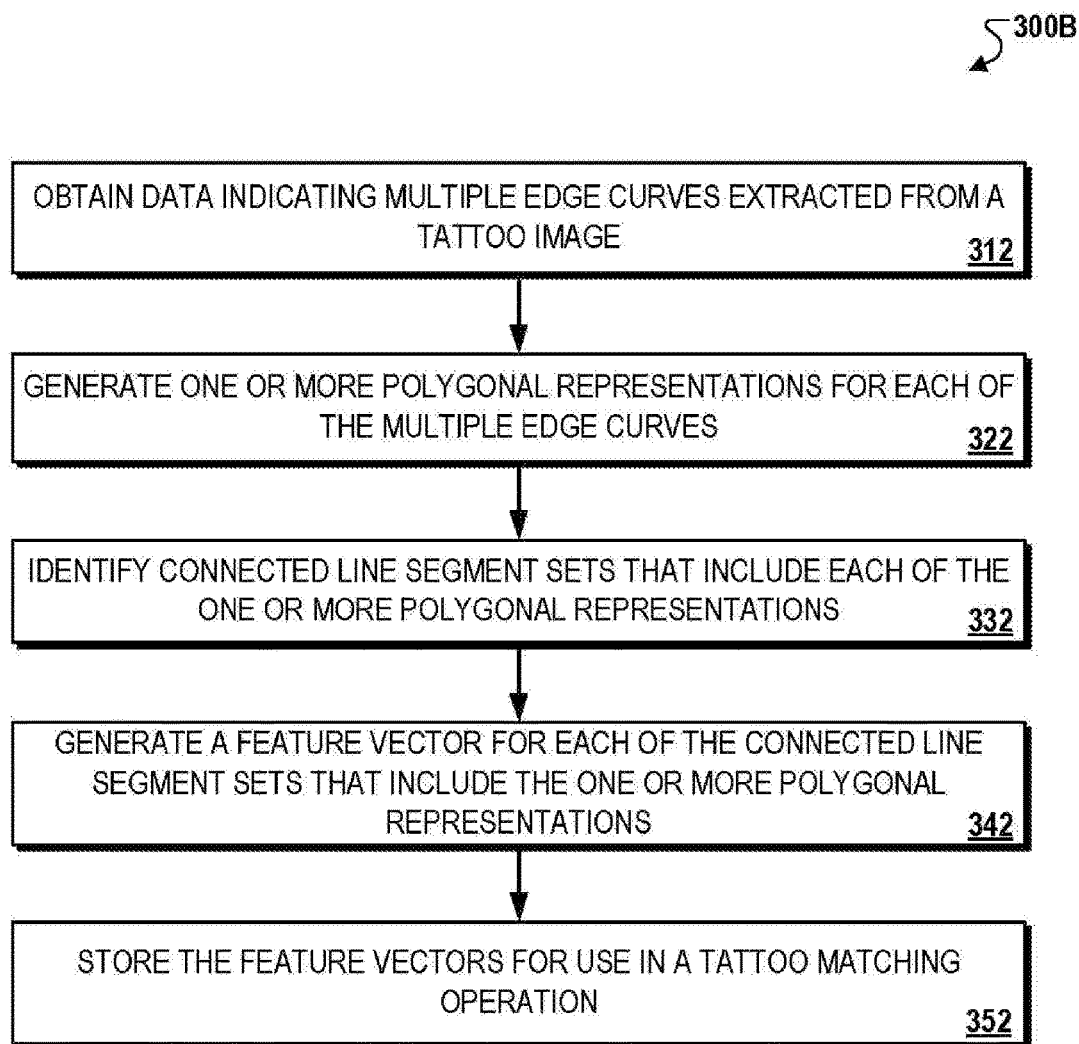 300B
OBTAIN DATA INDICATING MULTIPLE EDGE CURVES EXTRACTED FROM A
TATTOO IMAGE
312
GENERATE ONE OR MORE POLYGONAL REPRESENTATIONS FOR EACH OF
THE MULTIPLE EDGE CURVES
322
IDENTIFY CONNECTED LINE SEGMENT SETS THAT INCLUDE EACH OF THE
ONE OR MORE POLYGONAL REPRESENTATIONS
332
GENERATE A FEATURE VECTOR FOR EACH OF THE CONNECTED LINE
SEGMENT SETS THAT INCLUDE THE ONE OR MORE POLYGONAL
REPRESENTATIONS
342
STORE THE FEATURE VECTORS FOR USE IN A TATTOO MATCHING
OPERATION
352